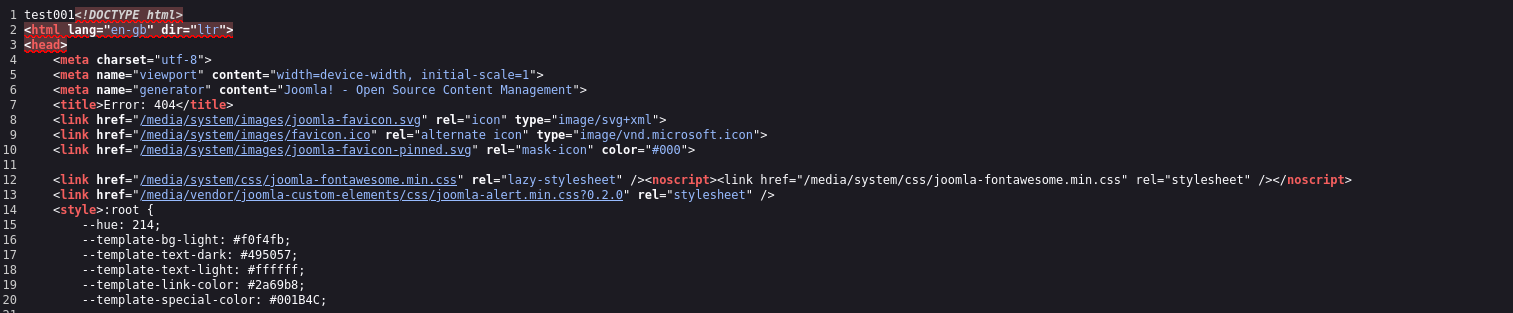 1 test001<!DOCTYPE html>
2 <html lang="en-gb" dir="ltr">
3 <head>
4     <meta charset="utf-8">
5     <meta name="viewport" content="width=device-width, initial-scale=1">
6     <meta name="generator" content="Joomla! - Open Source Content Management">
7     <title>Error: 404</title>
8     <link href="/media/system/images/joomla-favicon.svg" rel="icon" type="image/svg+xml">
9     <link href="/media/system/images/favicon.ico" rel="alternate icon" type="image/vnd.microsoft.icon">
10     <link href="/media/system/images/joomla-favicon-pinned.svg" rel="mask-icon" color="#000">
11
12     <link href="/media/system/css/joomla-fontawesome.min.css" rel="lazy-stylesheet" /><noscript><link href="/media/system/css/joomla-fontawesome.min.css" rel="stylesheet" /></noscript>
13     <link href="/media/vendor/joomla-custom-elements/css/joomla-alert.min.css?0.2.0" rel="stylesheet" />
14     <style>:root {
15         --hue: 214;
16         --template-bg-light: #f0f4fb;
17         --template-text-dark: #495057;
18         --template-text-light: #ffffff;
19         --template-link-color: #2a69b8;
20         --template-special-color: #001B4C;